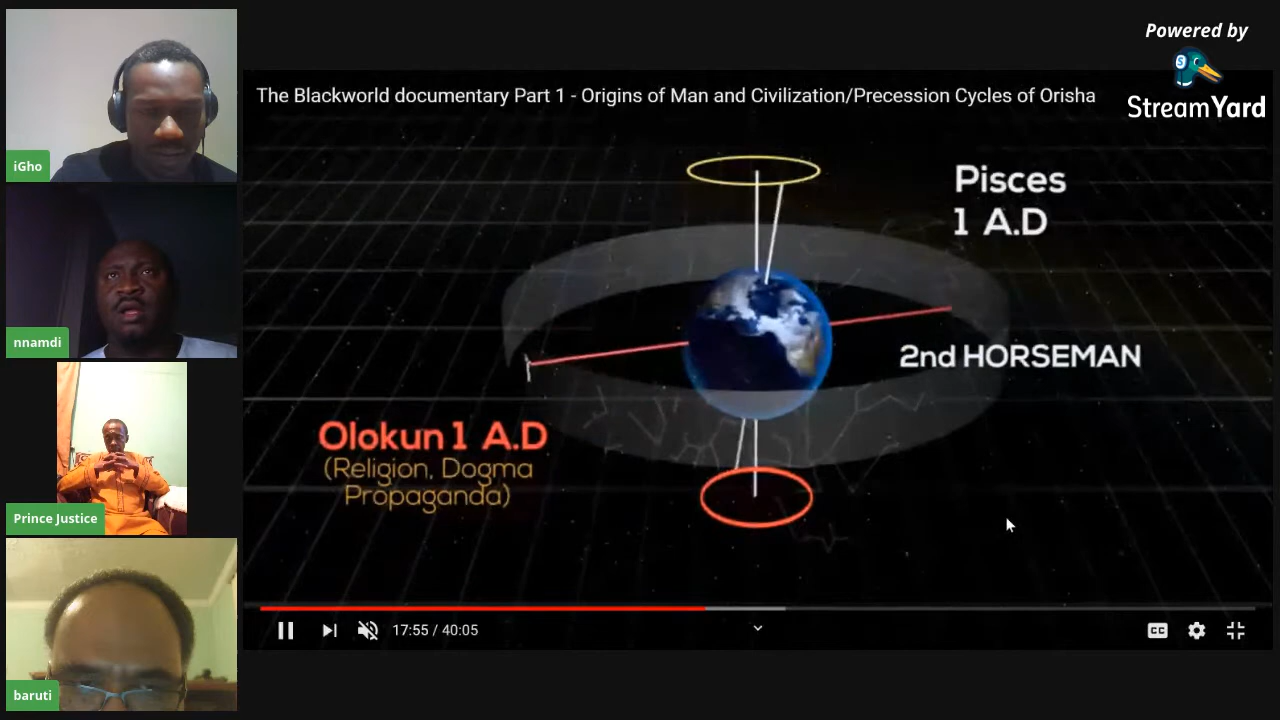 Powered by
StreamYard
The Blackworld documentary Part 1 - Origins of Man and Civilization/Precession Cycles of Orisha
iGho
Pisces
1 A.D
nnamdi
2nd HORSEMAN
Olokun 1 A.D
(Religion, Dogma
Propaganda)
Prince Justice
17:55 / 40:05
CC
baruti